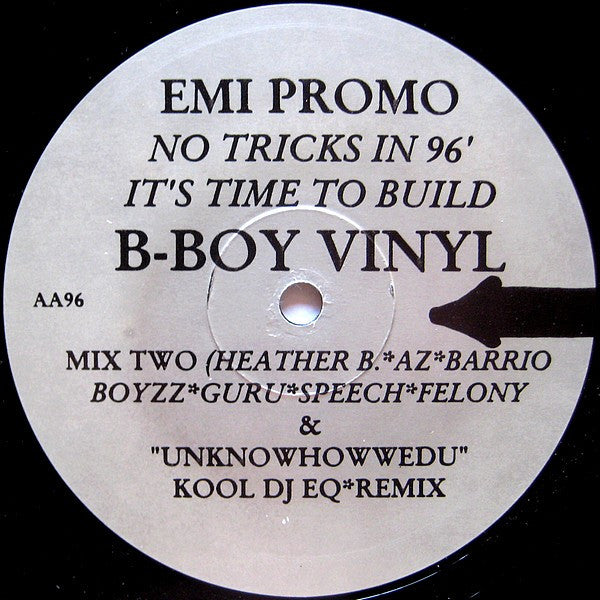 EMI PROMO
NO TRICKS IN 96'
IT'S TIME TO BUILD
B-BOY VINYL
AA96
MIX TWO (HEATHER B.*AZ*BARRIO
BOYZZ*GURU*SPEECH*FELONY
&
"UNKNOWHOWWEDU"
KOOL DJ EQ*REMIX